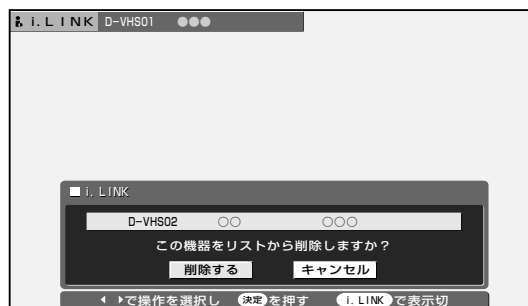 i.LINK D-VHS01 ●●●
i.LINK
D-VHS02 ○○ ○○○
この機器をリストから削除しますか？
削除する キャンセル
で操作を選択し 決定を押す i.LINKで表示切